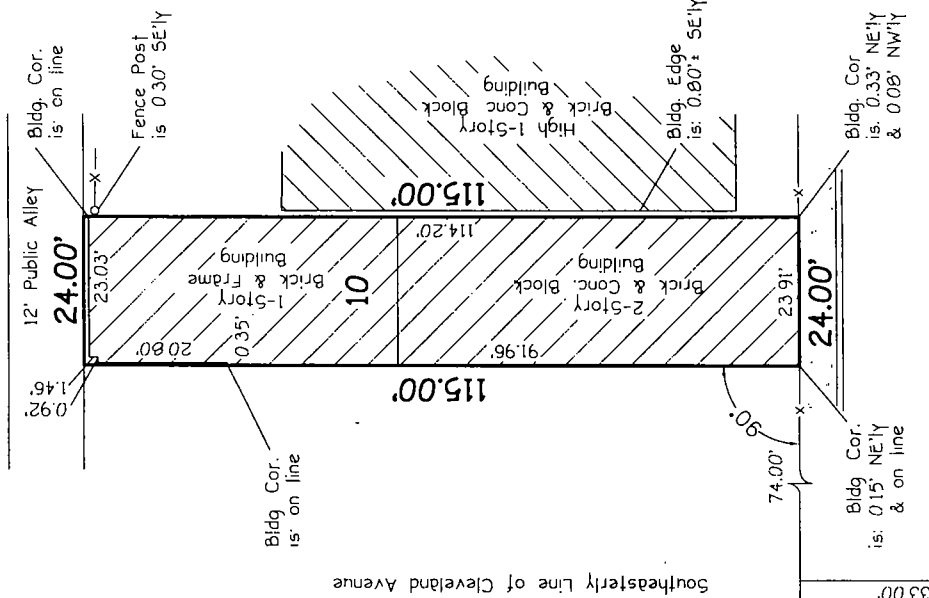 12' Public Alley
24.00'
23.03'
0.92'
1.46'
Bldg. Cor.
is on line
Fence Post
is 0.30' SE'ly
20.80'
0.35'
1-Story
Brick & Frame
Building
10
115.00'
115.00'
114.20'
High 1-Story
Brick & Conc Block
Building
Bldg. Cor.
is on line
Bldg. Edge
is: 0.80'± SE'ly
2-Story
Brick & Conc. Block
Building
91.96'
23.91'
24.00'
90°
74.00'
Bldg Cor
is. 0.33' NE'ly
& 0.08' NW'ly
Bldg Cor.
is: 0.15' NE'ly
& on line
Southeasterly Line of Cleveland Avenue
33.00'